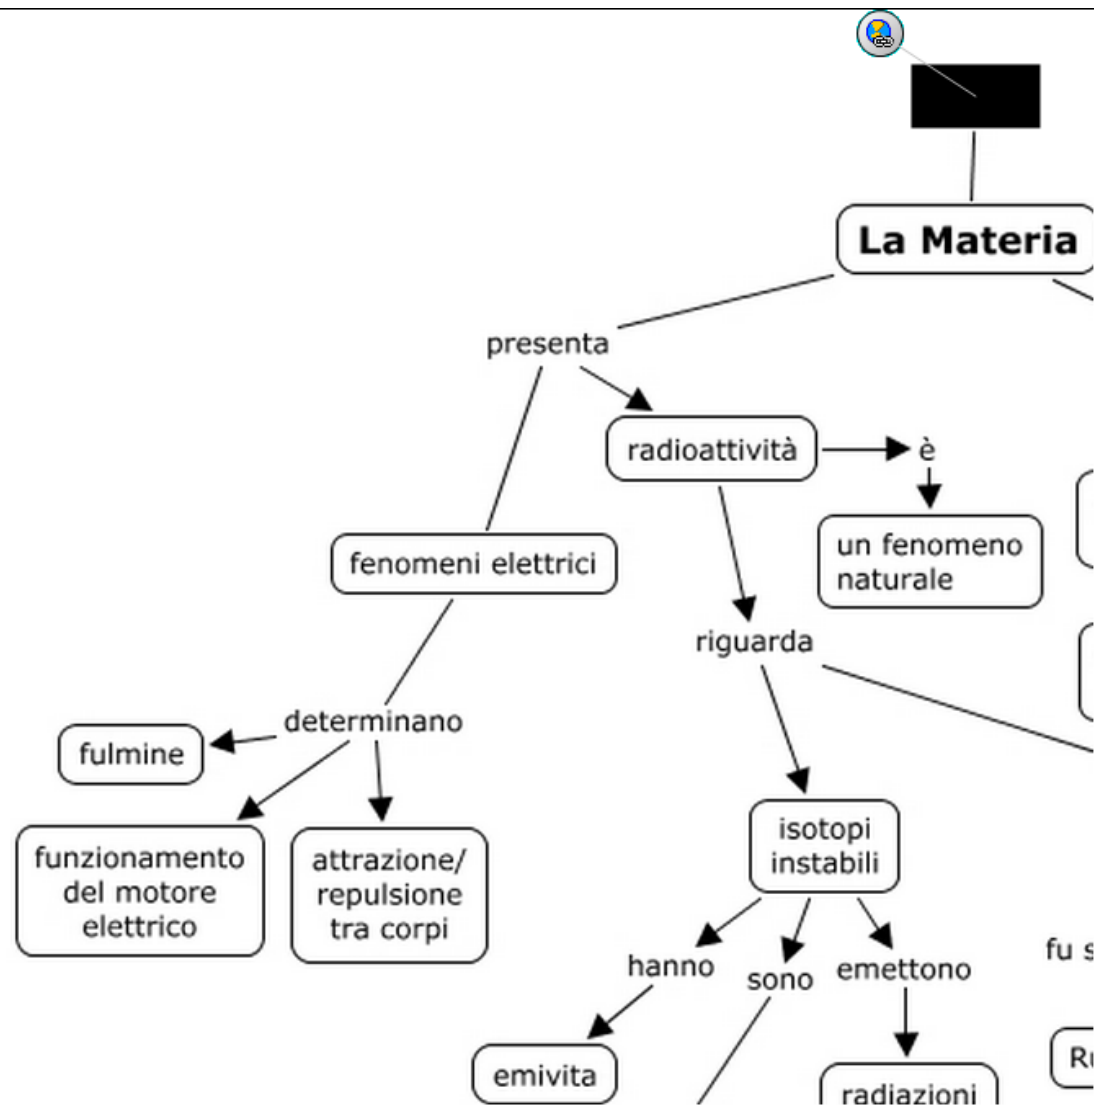 La Materia
presenta
radioattività
è
un fenomeno
naturale
fenomeni elettrici
riguarda
determinano
fulmine
funzionamento
del motore
elettrico
attrazione/
repulsione
tra corpi
isotopi
instabili
hanno
sono
emettono
fu
emivita
radiazioni